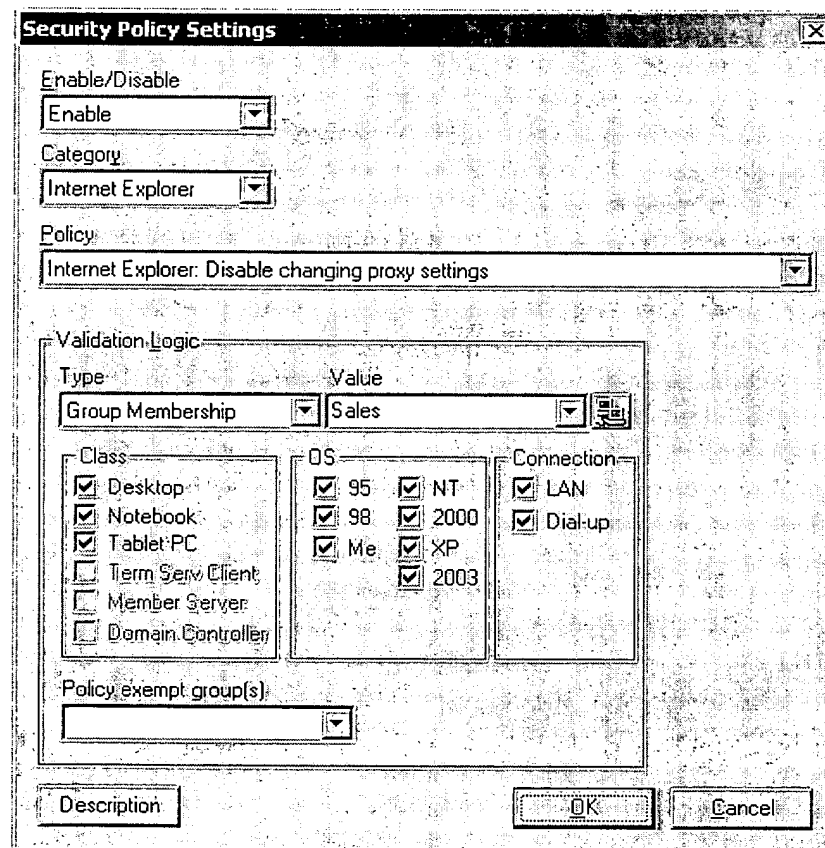 Security Policy Settings
Enable/Disable
Enable
Category
Internet Explorer
Policy
Internet Explorer: Disable changing proxy settings
Validation Logic
Type
Value
Group Membership
Sales
Class
Desktop
Notebook
Tablet PC
Term Serv Client
Member Server
Domain Controller
OS
95
NT
98
2000
Me
XP
2003
Connection
LAN
Dial-up
Policy exempt group(s)
Description
OK
Cancel